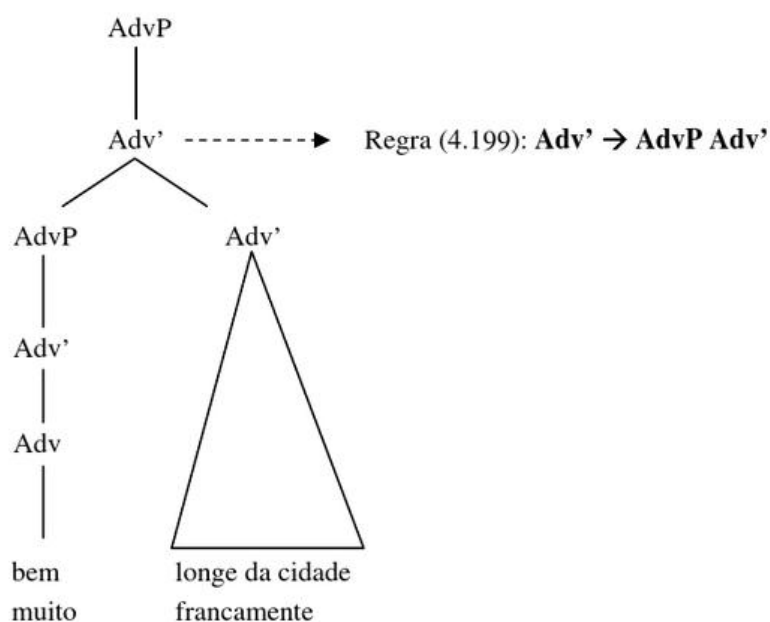 AdvP
Adv’ Regra (4.199): Adv’ → AdvP Adv’
AdvP Adv’
Adv’
Adv
bem longe da cidade
muito francamente